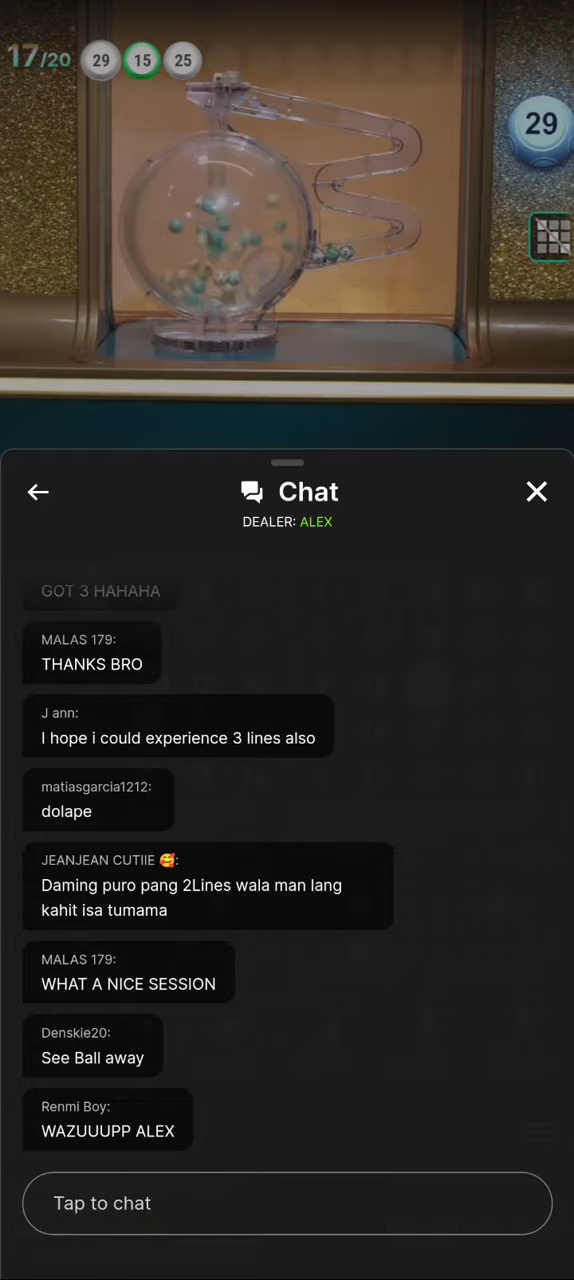 17/20 29 15 25
29
Chat
DEALER: ALEX
GOT 3 HAHAHA
MALAS 179:
THANKS BRO
J ann:
I hope i could experience 3 lines also
matiasgarcia1212:
dolape
JEANJEAN CUTIIE 🥰:
Daming puro pang 2Lines wala man lang
kahit isa tumama
MALAS 179:
WHAT A NICE SESSION
Denskie20:
See Ball away
Renmi Boy:
WAZUUUPP ALEX
Tap to chat